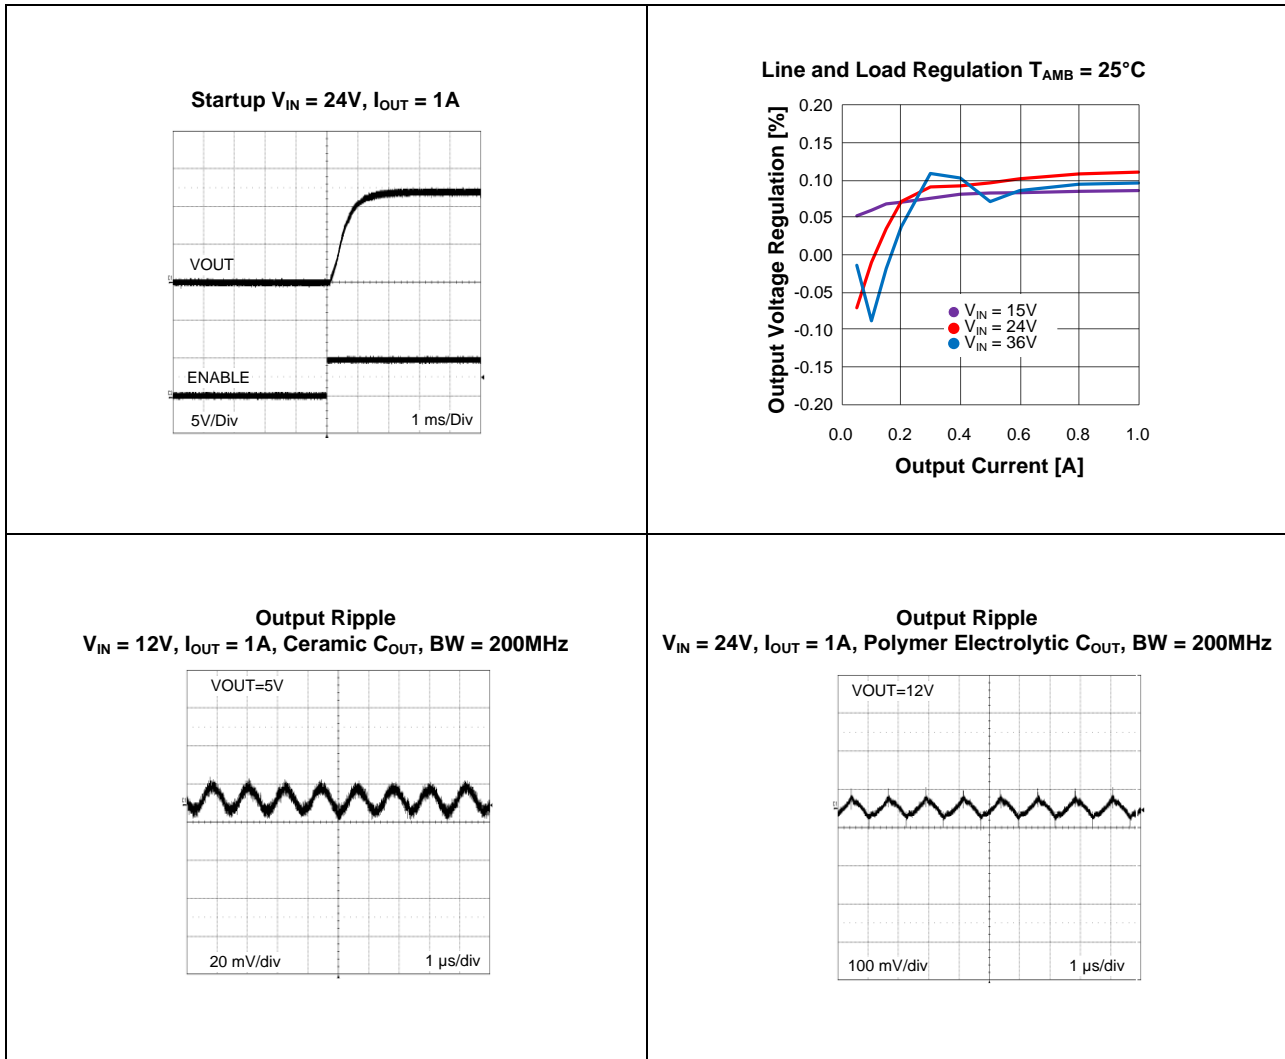 Startup VIN = 24V, IOUT = 1A
VOUT
ENABLE
5V/Div
1 ms/Div
Line and Load Regulation TAMB = 25°C
Output Voltage Regulation [%]
0.20
0.15
0.10
0.05
0.00
-0.05
-0.10
-0.15
-0.20
VIN = 15V
VIN = 24V
VIN = 36V
0.0 0.2 0.4 0.6 0.8 1.0
Output Current [A]
Output Ripple
VIN = 12V, IOUT = 1A, Ceramic COUT, BW = 200MHz
VOUT=5V
20 mV/div
1 µs/div
Output Ripple
VIN = 24V, IOUT = 1A, Polymer Electrolytic COUT, BW = 200MHz
VOUT=12V
100 mV/div
1 µs/div